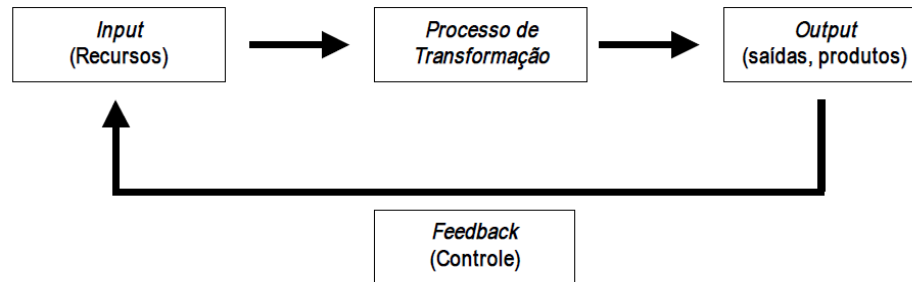 Input
(Recursos)
Processo de
Transformação
Output
(saídas, produtos)
Feedback
(Controle)